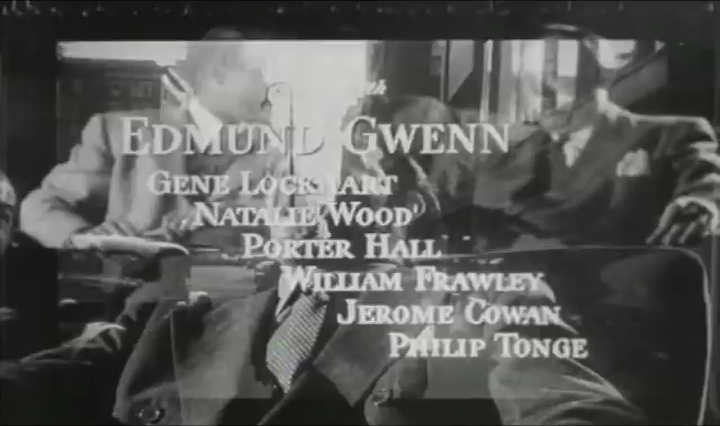 EDMUND GWENN
GENE LOCKHART
NATALIE WOOD
PORTER HALL
WILLIAM FRAWLEY
JEROME COWAN
PHILIP TONGE